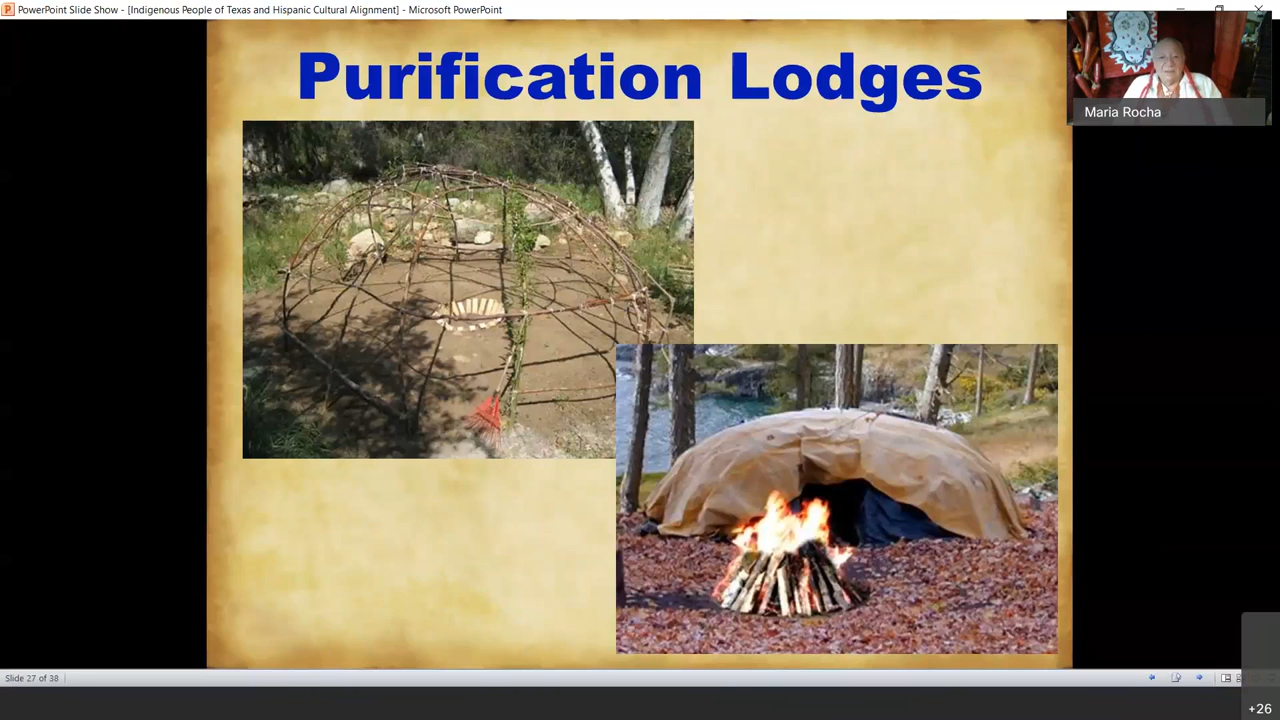 PowerPoint Slide Show - [Indigenous People of Texas and Hispanic Cultural Alignment] - Microsoft PowerPoint
Purification Lodges
Maria Rocha
Slide 27 of 38
+26